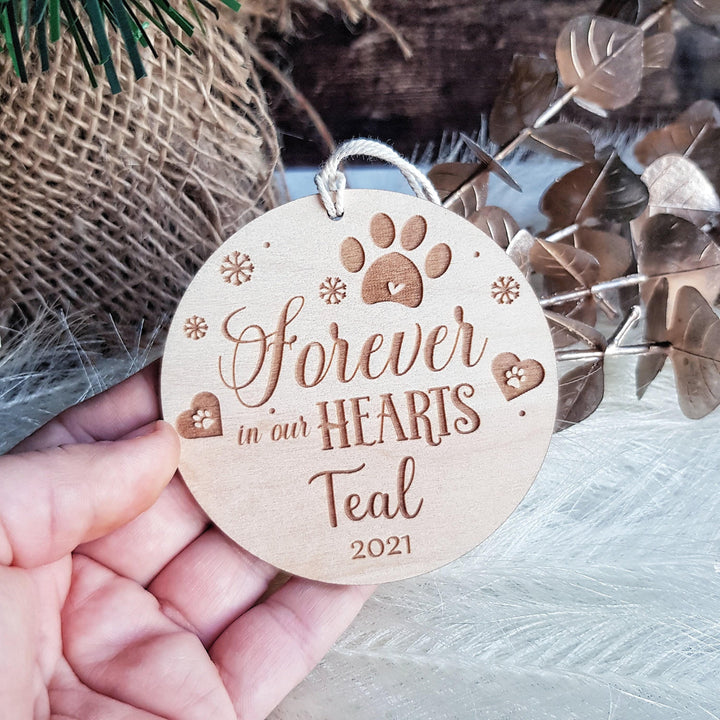 Forever
in our HEARTS
Teal
2021